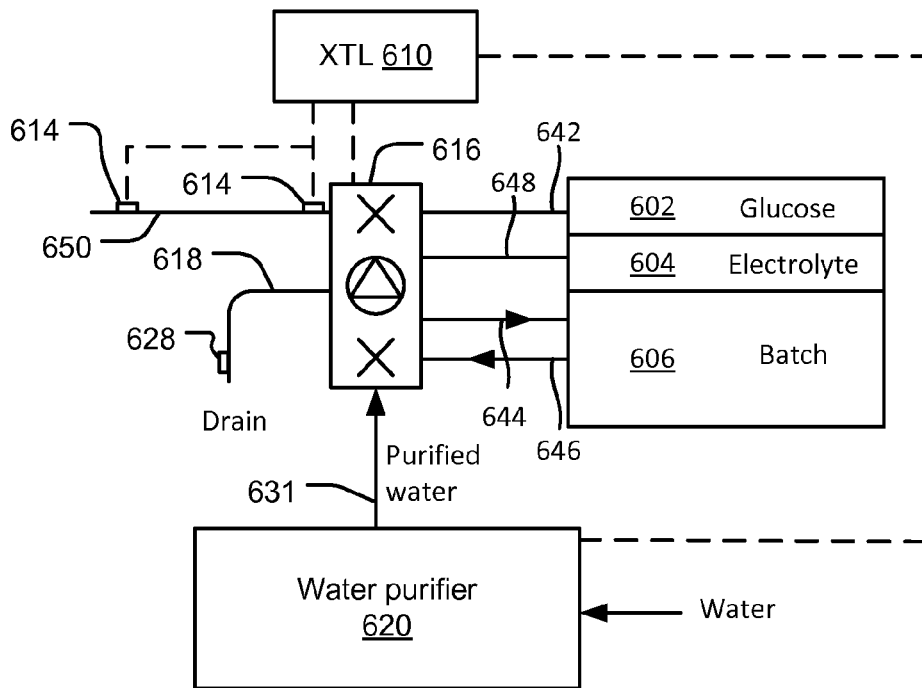 XTL 610
614
616
642
614
648
602 Glucose
650
618
604 Electrolyte
628
606 Batch
Drain
644
646
Purified
water
631
Water purifier
620
Water